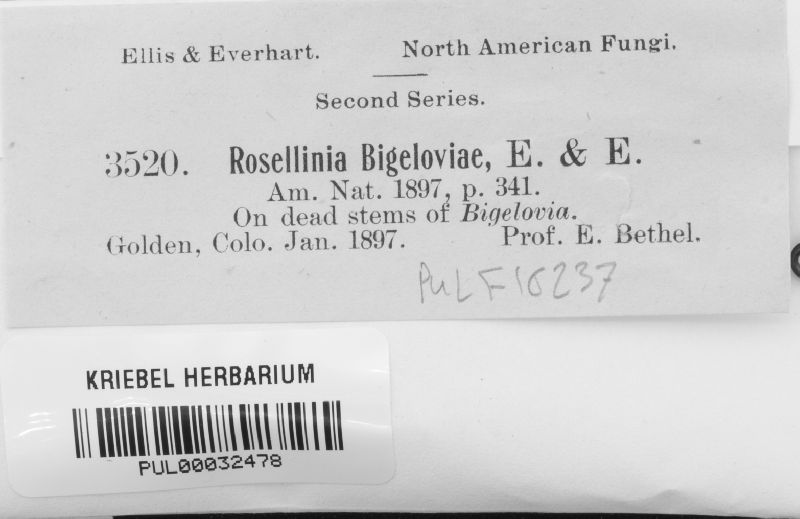 Ellis & Everhart. North American Fungi.
Second Series.
3520. Rosellinia Bigeloviae, E. & E.
Am. Nat. 1897, p. 341.
On dead stems of Bigelovia.
Golden, Colo. Jan. 1897. Prof. E. Bethel.
PUL F16237
KRIEBEL HERBARIUM
PUL00032478